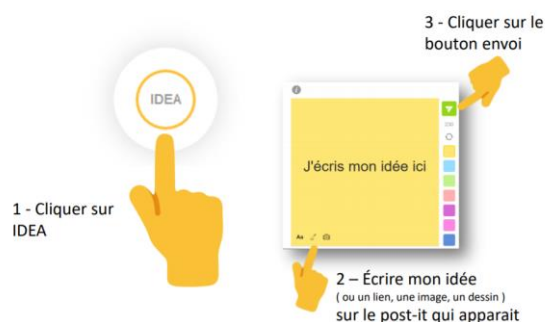 3 - Cliquer sur le
bouton envoi
IDEA
J'écris mon idée ici
1 - Cliquer sur
IDEA
Aa
2 – Écrire mon idée
( ou un lien, une image, un dessin )
sur le post-it qui apparait